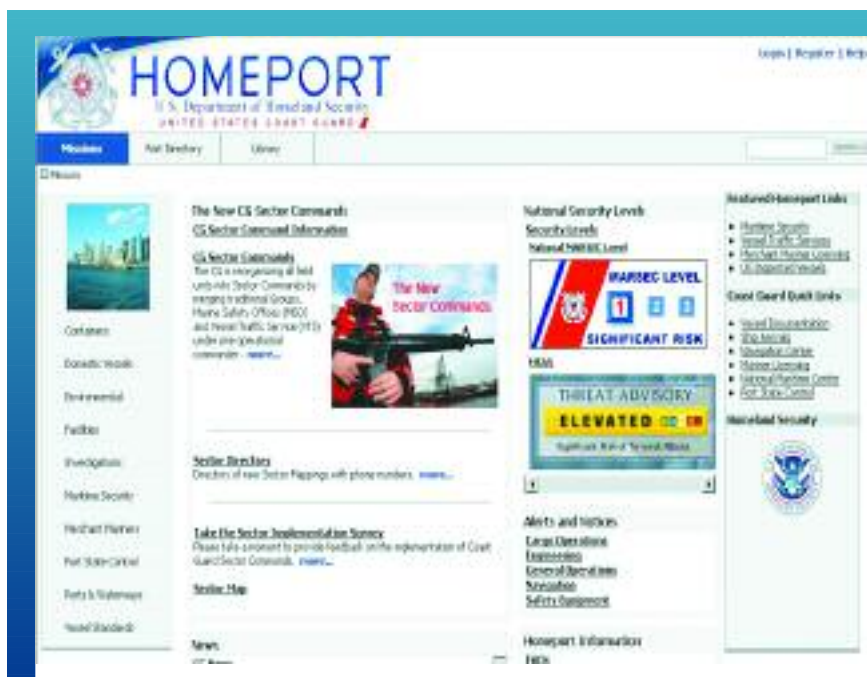 Login | Register | Help
HOMEPORT
U.S. Department of Homeland Security
UNITED STATES COAST GUARD
Missions
Port Directory
Library
Missions
Containers
Domestic Vessels
Environmental
Facilities
Investigations
Maritime Security
Merchant Mariners
Port State Control
Ports & Waterways
Vessel Standards
The New CG Sector Commands
CG Sector Command Information
CG Sector Commands
The CG is reorganizing all field
units into Sector Commands by
merging traditional Groups,
Marine Safety Offices (MSO)
and Vessel Traffic Service (VTS)
under one operational
commander. more...
The New
Sector Commands
Sector Directory
Directory of new Sector Mappings with phone numbers. more...
Take the Sector Implementation Survey
Please take a moment to provide feedback on the implementation of Coast
Guard Sector Commands. more...
Sector Map
News
National Security Levels
Security Levels
National MARSEC Level
MARSEC LEVEL
1 2 3
SIGNIFICANT RISK
THREAT ADVISORY
ELEVATED
Significant Risk of Terrorist Attacks
Alerts and Notices
Cargo Operations
Engineering
General Operations
Navigation
Safety Equipment
Homeport Information
FAQs
Featured Homeport Links
Maritime Security
Vessel Traffic Services
Merchant Mariner Licensing
Coast Guard Quick Links
Vessel Documentation
Ship Arrivals
Navigation Center
Mariner Licensing
National Maritime Center
Port State Control
Homeland Security